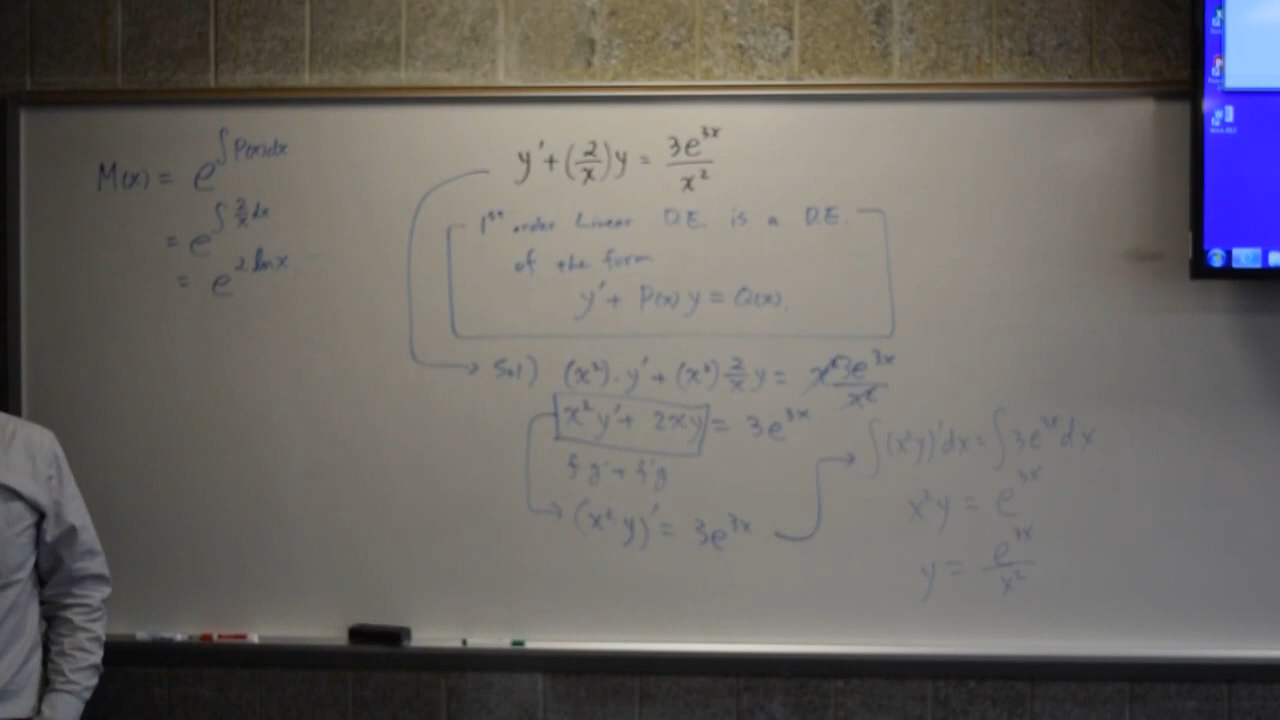 M(x) = e^{∫P(x)dx}
= e^{∫ 2/x dx}
= e^{2 ln x}
y' + (2/x)y = 3e^{3x}/x²
1st order Linear D.E. is a D.E.
of the form
y' + P(x)y = Q(x).
Sol) (x²)·y' + (x²) 2/x y = x²3e^{3x}/x²
x²y' + 2xy = 3e^{3x}
fg' + f'g
(x²y)' = 3e^{3x}
∫(x²y)'dx = ∫3e^{3x}dx
x²y = e^{3x}
y = e^{3x}/x²